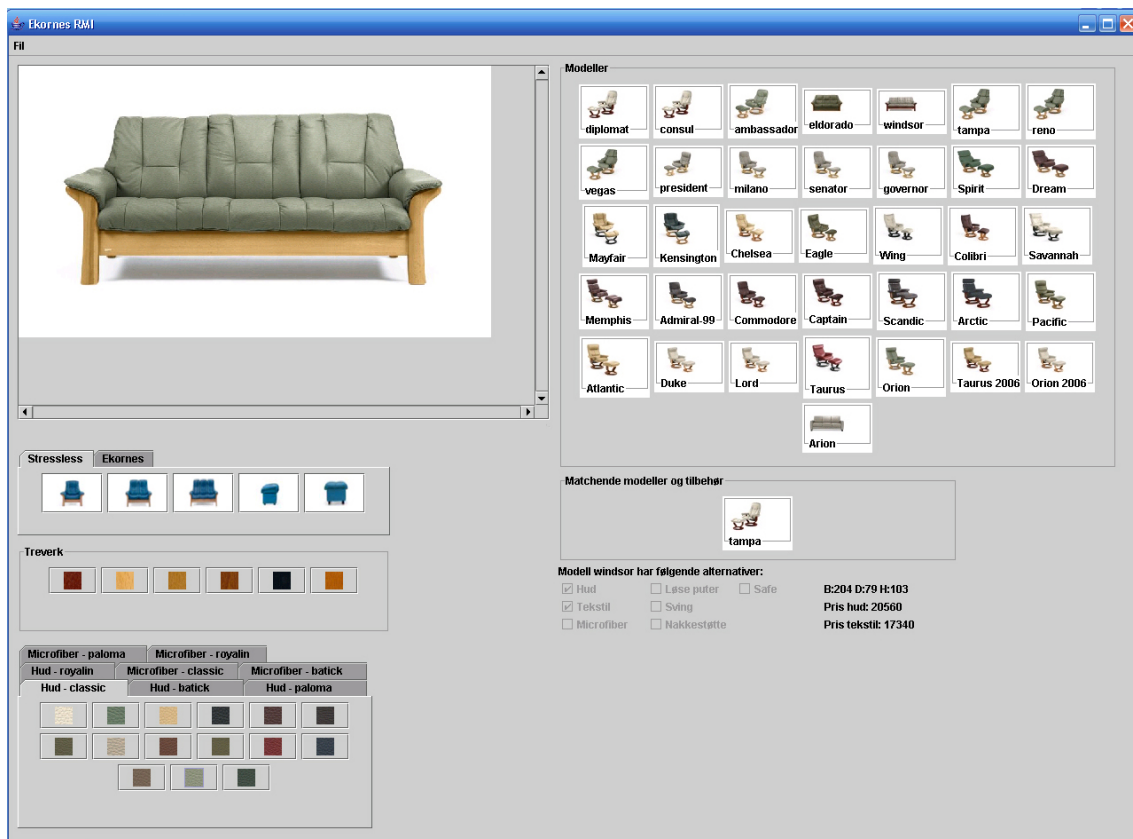 Ekornes RMI
Fil
Modeller
diplomat consul ambassador eldorado windsor tampa reno
vegas president milano senator governor Spirit Dream
Mayfair Kensington Chelsea Eagle Wing Colibri Savannah
Memphis Admiral-99 Commodore Captain Scandic Arctic Pacific
Atlantic Duke Lord Taurus Orion Taurus 2006 Orion 2006
Arion
Stressless Ekornes
Treverk
Microfiber - paloma Microfiber - royalin
Hud - royalin Microfiber - classic Microfiber - batick
Hud - classic Hud - batick Hud - paloma
Matchende modeller og tilbehør
tampa
Modell windsor har følgende alternativer:
Hud Løse puter Safe B:204 D:79 H:103
Tekstil Sving Pris hud: 20560
Microfiber Nakkestøtte Pris tekstil: 17340